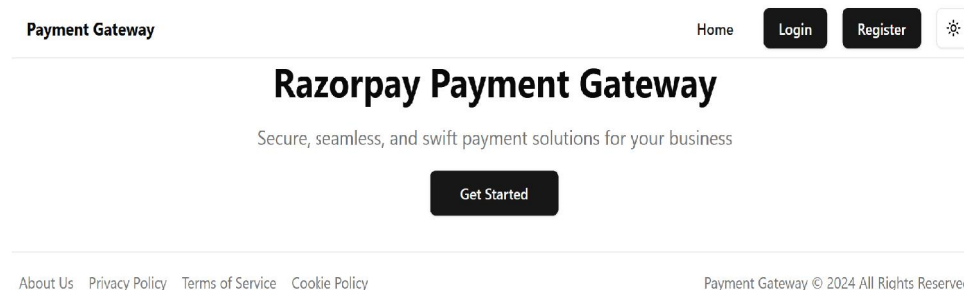 Payment Gateway Home Login Register
Razorpay Payment Gateway
Secure, seamless, and swift payment solutions for your business
Get Started
About Us Privacy Policy Terms of Service Cookie Policy Payment Gateway © 2024 All Rights Reserved